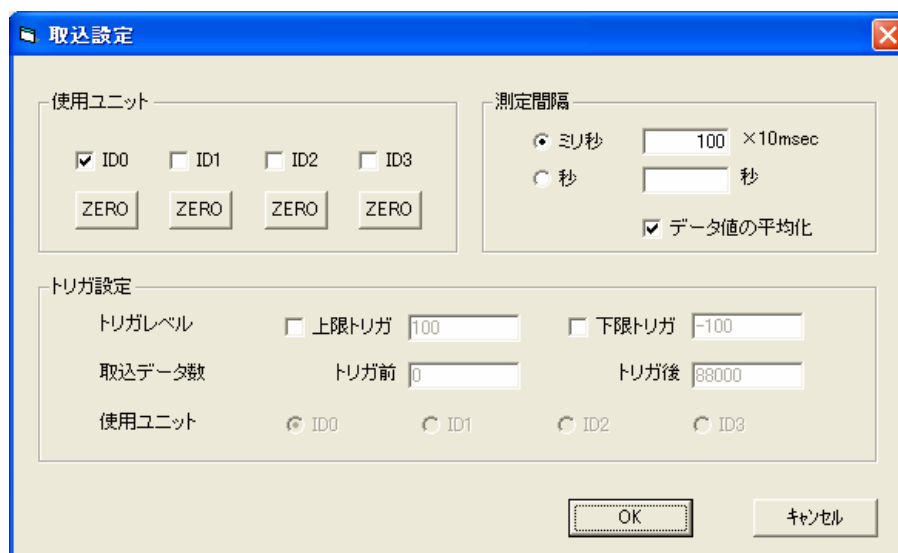 取込設定
使用ユニット
ID0 ID1 ID2 ID3
ZERO ZERO ZERO ZERO
測定間隔
ミリ秒 100 ×10msec
秒 秒
データ値の平均化
トリガ設定
トリガレベル 上限トリガ 100 下限トリガ -100
取込データ数 トリガ前 0 トリガ後 88000
使用ユニット ID0 ID1 ID2 ID3
OK キャンセル